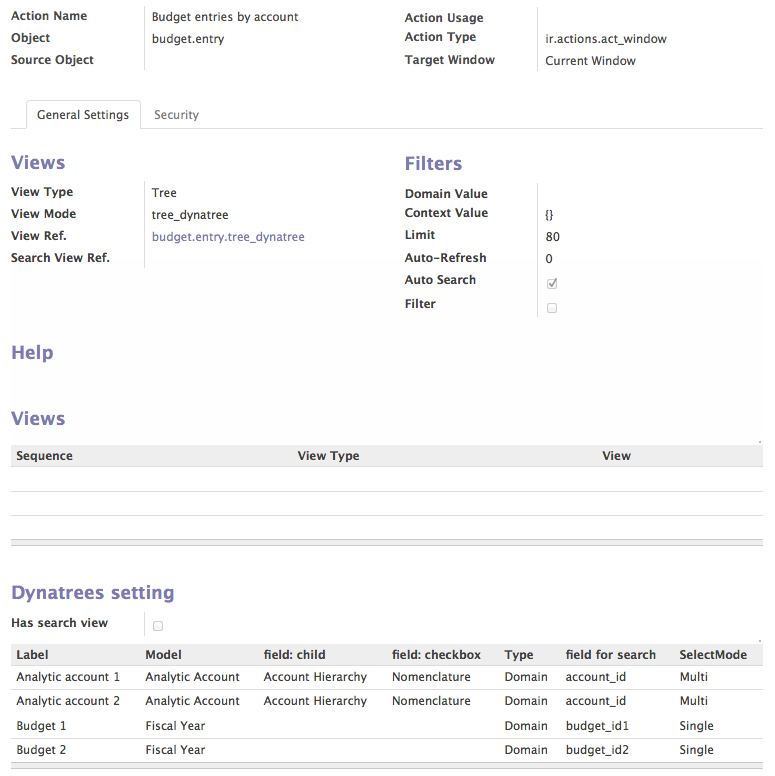 Action Name Budget entries by account Action Usage
Object budget.entry Action Type ir.actions.act_window
Source Object Target Window Current Window
General Settings Security
Views Filters
View Type Tree Domain Value
View Mode tree_dynatree Context Value {}
View Ref. budget.entry.tree_dynatree Limit 80
Search View Ref. Auto-Refresh 0
Auto Search
Filter
Help
Views
Sequence View Type View
Dynatrees setting
Has search view
Label Model field: child field: checkbox Type field for search SelectMode
Analytic account 1 Analytic Account Account Hierarchy Nomenclature Domain account_id Multi
Analytic account 2 Analytic Account Account Hierarchy Nomenclature Domain account_id Multi
Budget 1 Fiscal Year Domain budget_id1 Single
Budget 2 Fiscal Year Domain budget_id2 Single